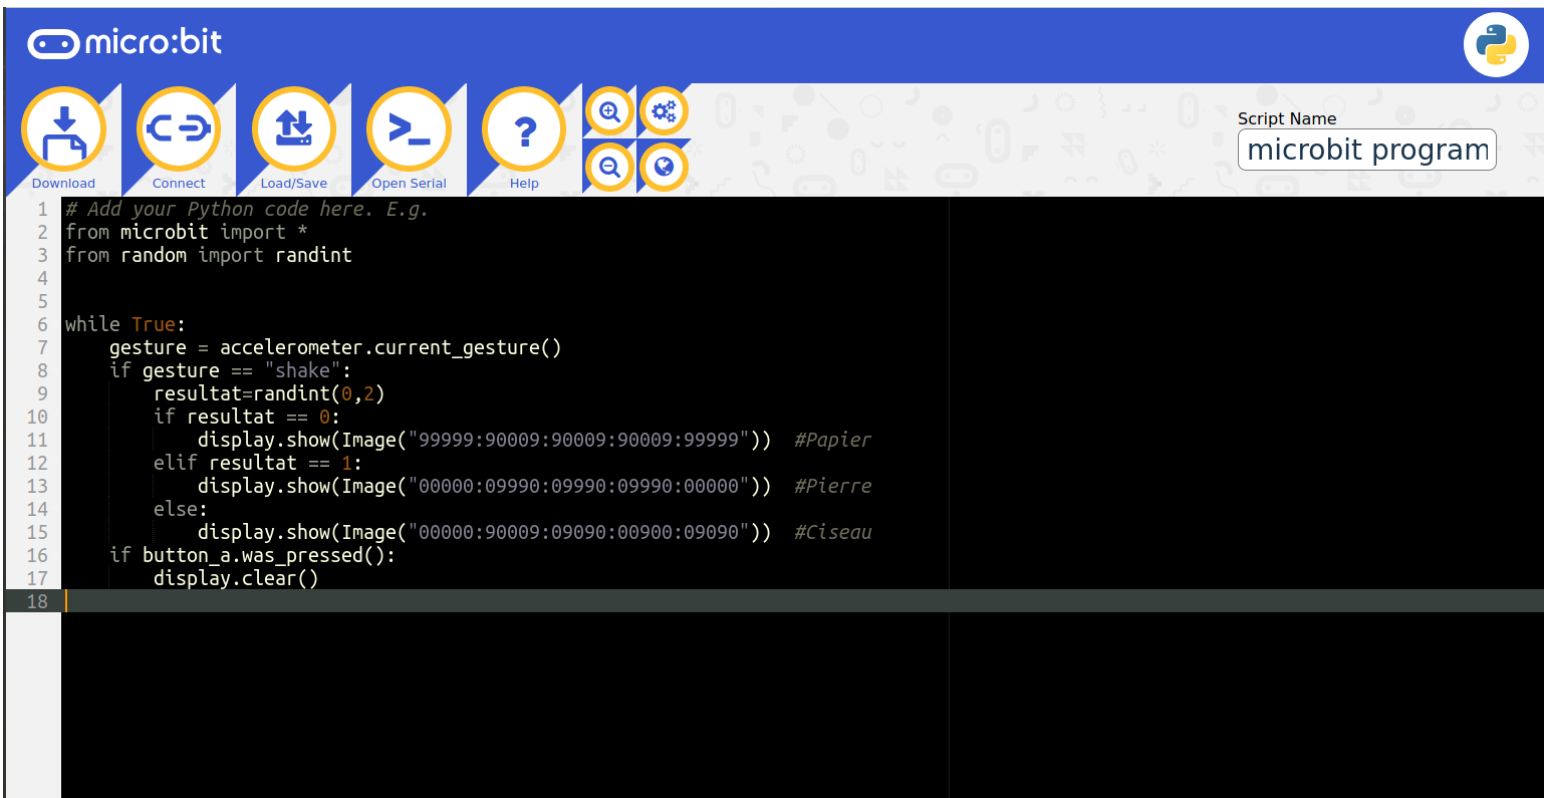 micro:bit
Download Connect Load/Save Open Serial Help
Script Name
microbit program
1 # Add your Python code here. E.g.
2 from microbit import *
3 from random import randint
4
5
6 while True:
7     gesture = accelerometer.current_gesture()
8     if gesture == "shake":
9         resultat=randint(0,2)
10         if resultat == 0:
11             display.show(Image("99999:90009:90009:90009:99999"))  #Papier
12         elif resultat == 1:
13             display.show(Image("00000:09990:09990:09990:00000"))  #Pierre
14         else:
15             display.show(Image("00000:90009:09090:00900:09090"))  #Ciseau
16     if button_a.was_pressed():
17         display.clear()
18